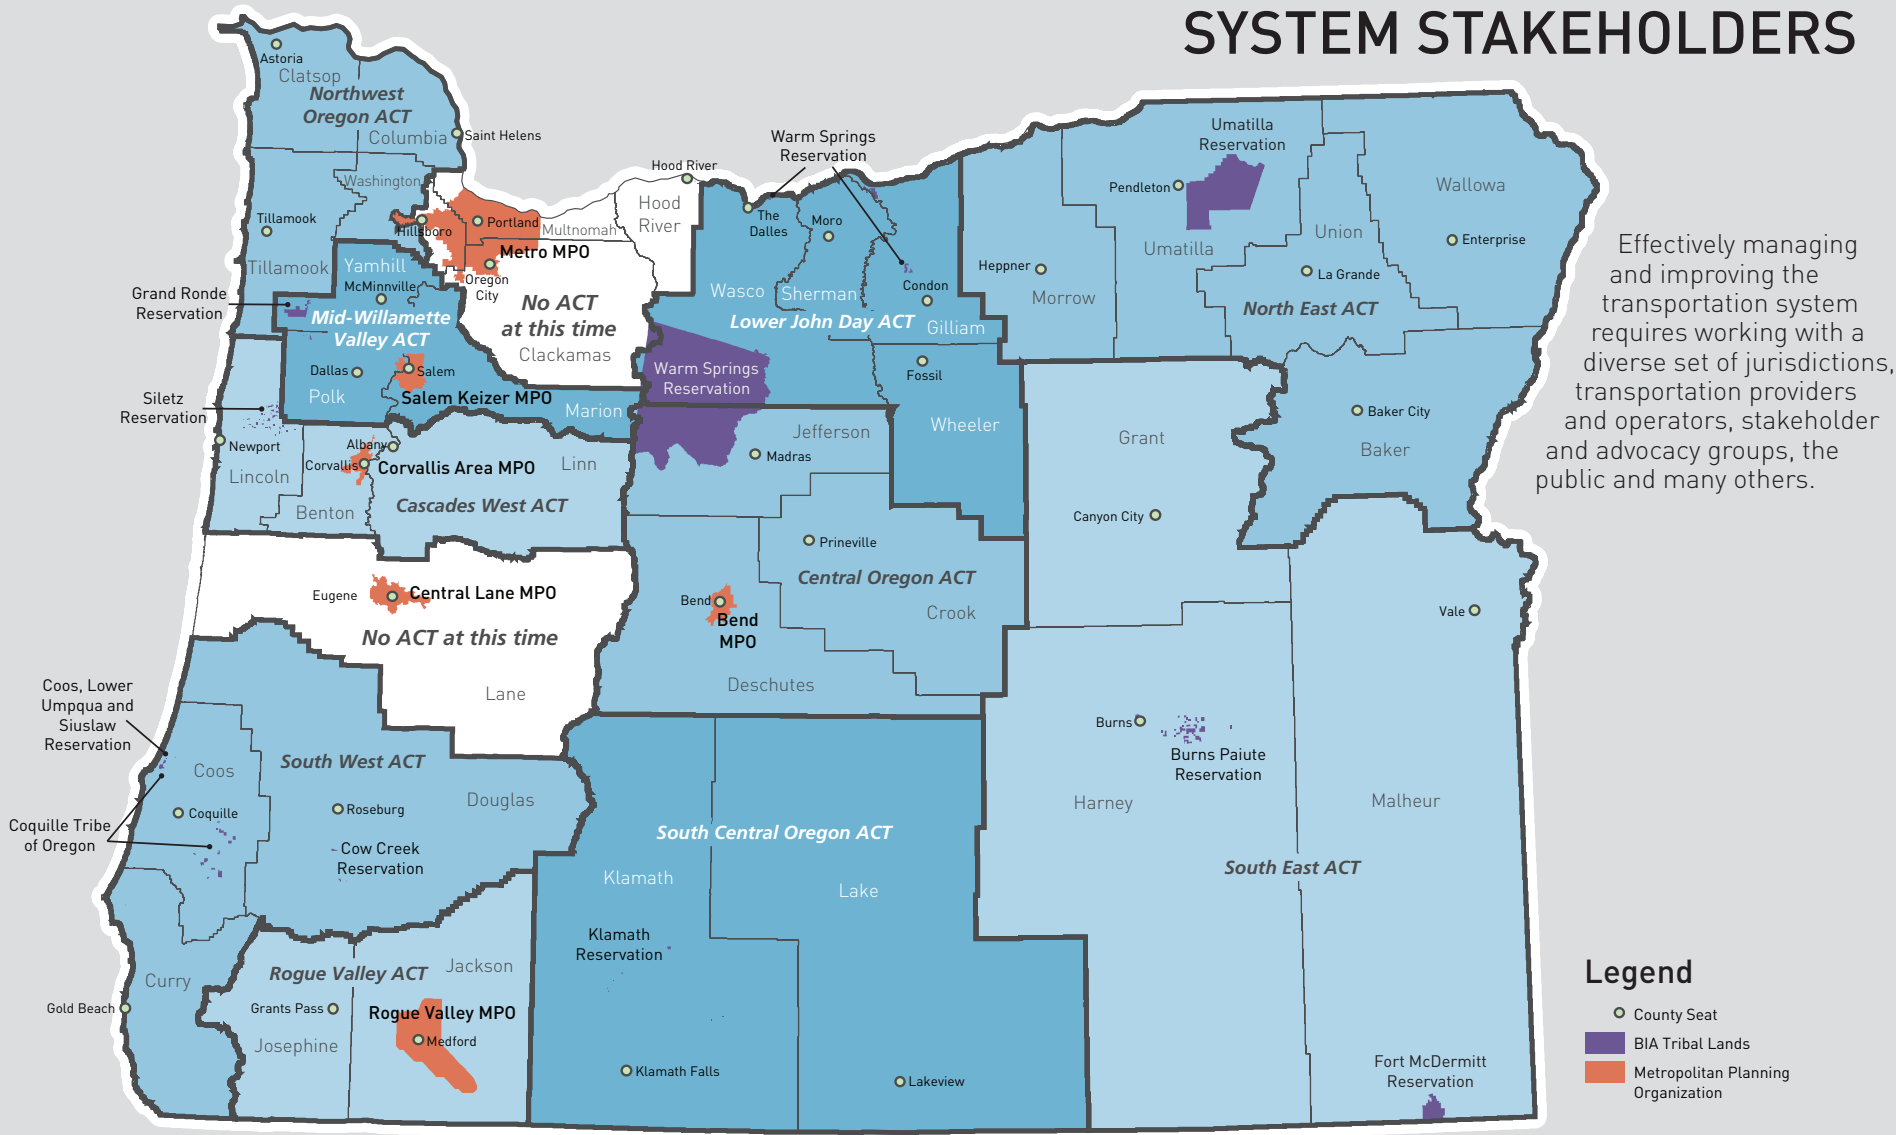 SYSTEM STAKEHOLDERS
Effectively managing
and improving the
transportation system
requires working with a
diverse set of jurisdictions,
transportation providers
and operators, stakeholder
and advocacy groups, the
public and many others.
Astoria
Clatsop
Northwest
Oregon ACT
Columbia
Saint Helens
Washington
Tillamook
Tillamook
Hillsboro
Portland
Multnomah
Metro MPO
Oregon
City
No ACT
at this time
Clackamas
Hood River
Hood
River
Warm Springs
Reservation
The
Dalles
Moro
Wasco
Sherman
Condon
Lower John Day ACT
Gilliam
Fossil
Wheeler
Warm Springs
Reservation
Grand Ronde
Reservation
Yamhill
McMinnville
Mid-Willamette
Valley ACT
Dallas
Salem
Polk
Salem Keizer MPO
Marion
Siletz
Reservation
Newport
Lincoln
Albany
Corvallis
Corvallis Area MPO
Linn
Benton
Cascades West ACT
Eugene
Central Lane MPO
No ACT at this time
Lane
Jefferson
Madras
Prineville
Central Oregon ACT
Crook
Bend
Bend
MPO
Deschutes
Umatilla
Reservation
Pendleton
Umatilla
Heppner
Morrow
Union
La Grande
North East ACT
Wallowa
Enterprise
Baker City
Baker
Grant
Canyon City
Vale
Burns
Burns Paiute
Reservation
Harney
Malheur
South East ACT
Fort McDermitt
Reservation
Coos, Lower
Umpqua and
Siuslaw
Reservation
Coos
Coquille
Coquille Tribe
of Oregon
South West ACT
Roseburg
Douglas
Cow Creek
Reservation
Curry
Gold Beach
Rogue Valley ACT
Jackson
Grants Pass
Rogue Valley MPO
Medford
Josephine
South Central Oregon ACT
Klamath
Lake
Klamath
Reservation
Klamath Falls
Lakeview
Legend
County Seat
BIA Tribal Lands
Metropolitan Planning
Organization